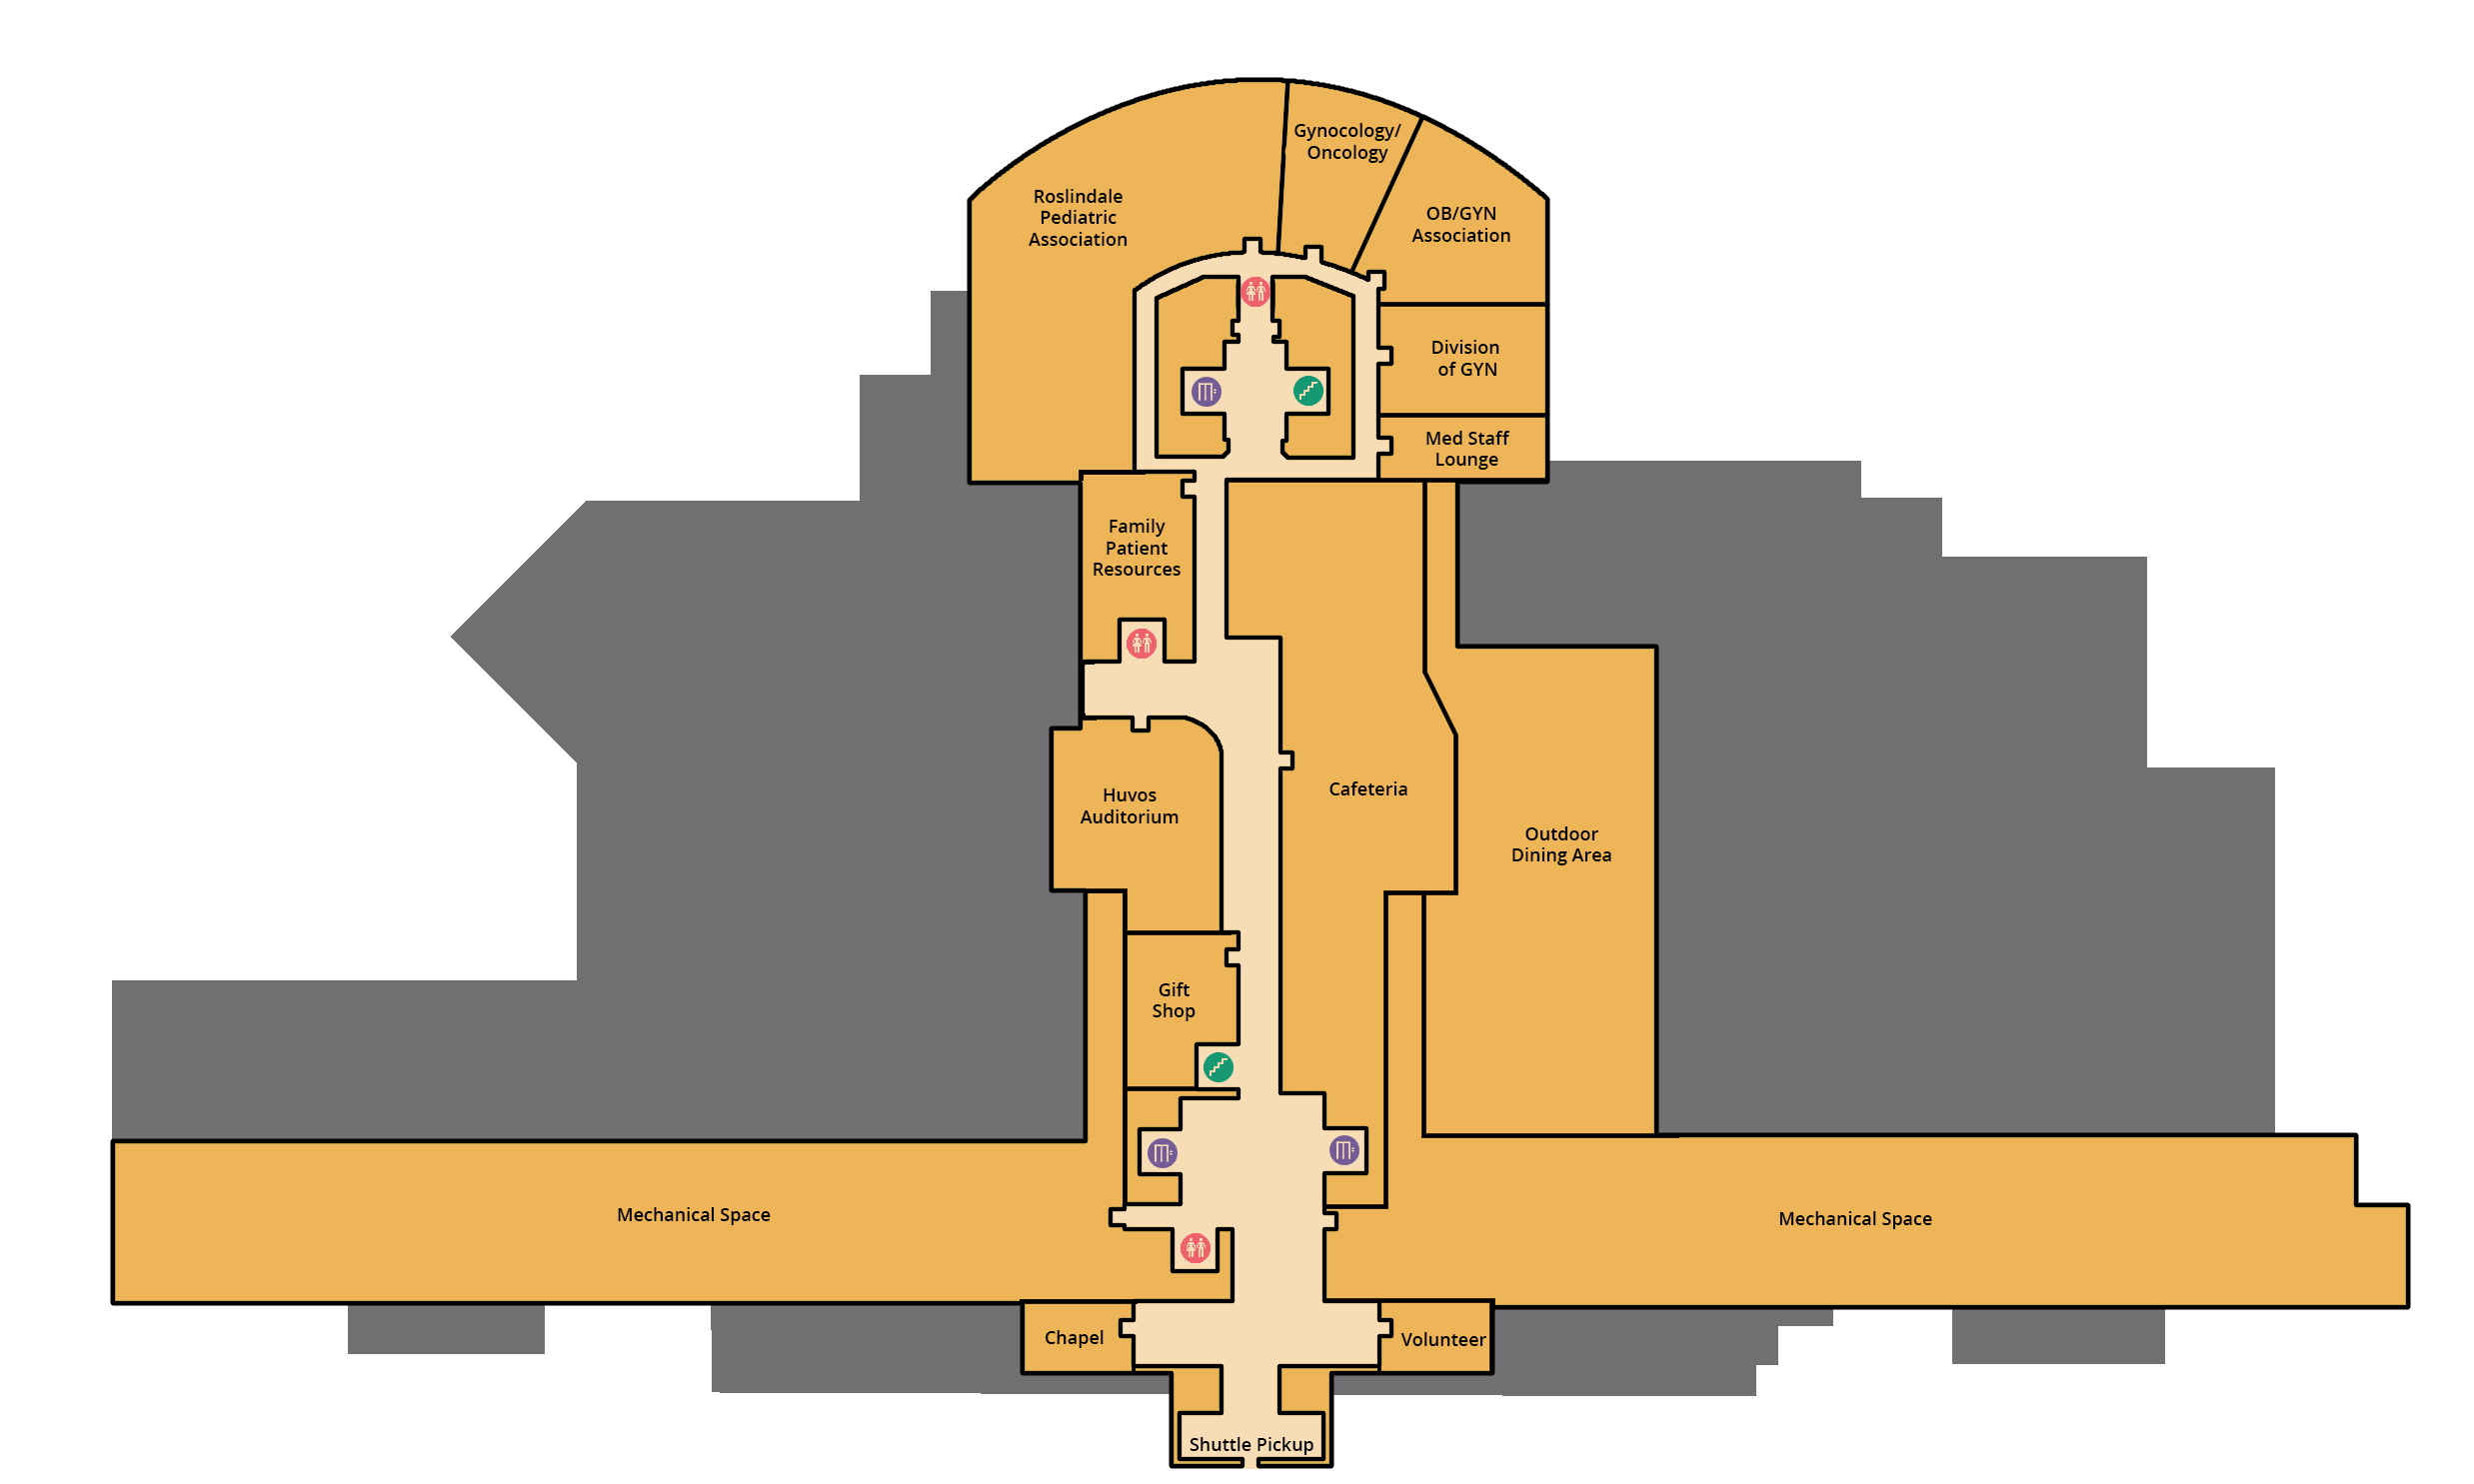 Gynocology/
Oncology
Roslindale
Pediatric
Association
OB/GYN
Association
Division
of GYN
Med Staff
Lounge
Family
Patient
Resources
Huvos
Auditorium
Cafeteria
Outdoor
Dining Area
Gift
Shop
Mechanical Space
Mechanical Space
Chapel
Volunteer
Shuttle Pickup